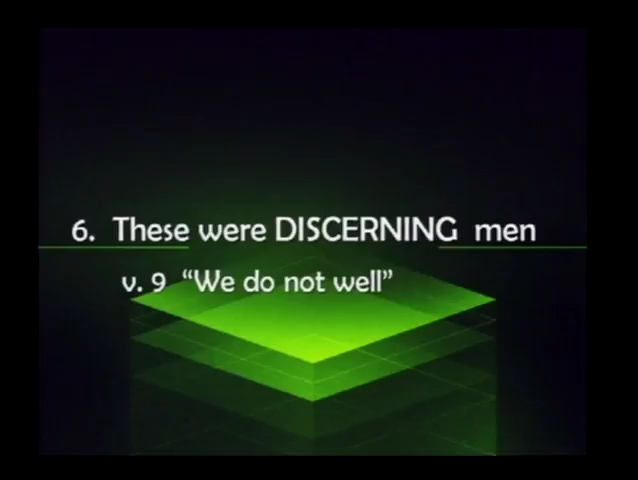 6. These were DISCERNING men
v. 9 “We do not well”